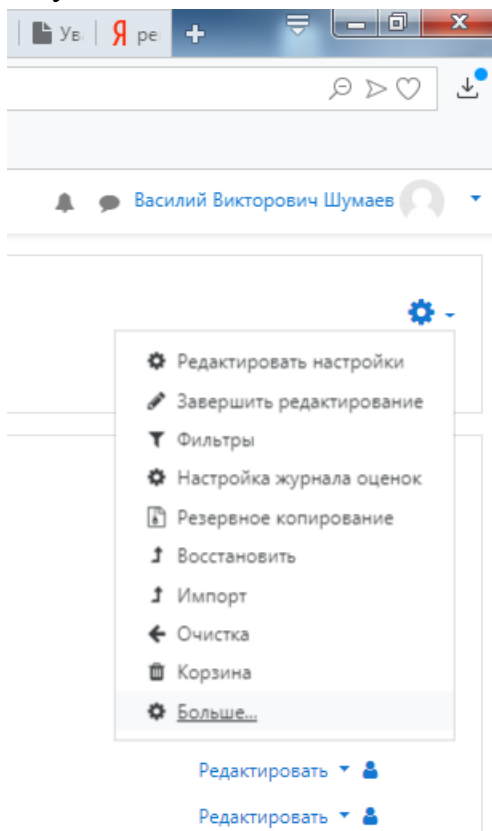 Ув
Я ре
Василий Викторович Шумаев
Редактировать настройки
Завершить редактирование
Фильтры
Настройка журнала оценок
Резервное копирование
Восстановить
Импорт
Очистка
Корзина
Больше...
Редактировать
Редактировать